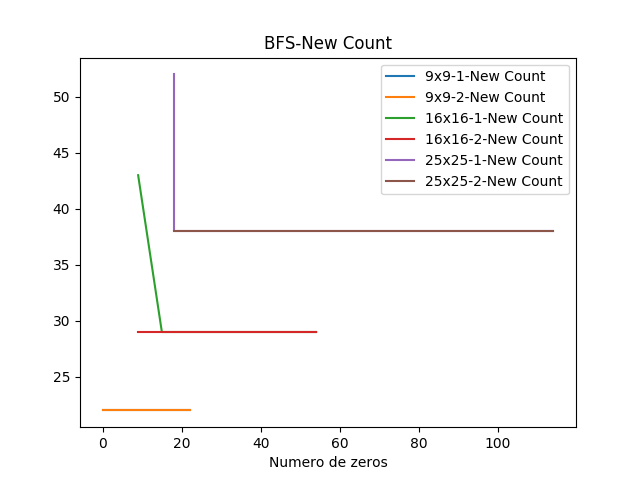 BFS-New Count
9x9-1-New Count
9x9-2-New Count
16x16-1-New Count
16x16-2-New Count
25x25-1-New Count
25x25-2-New Count
50
45
40
35
30
25
0 20 40 60 80 100
Numero de zeros